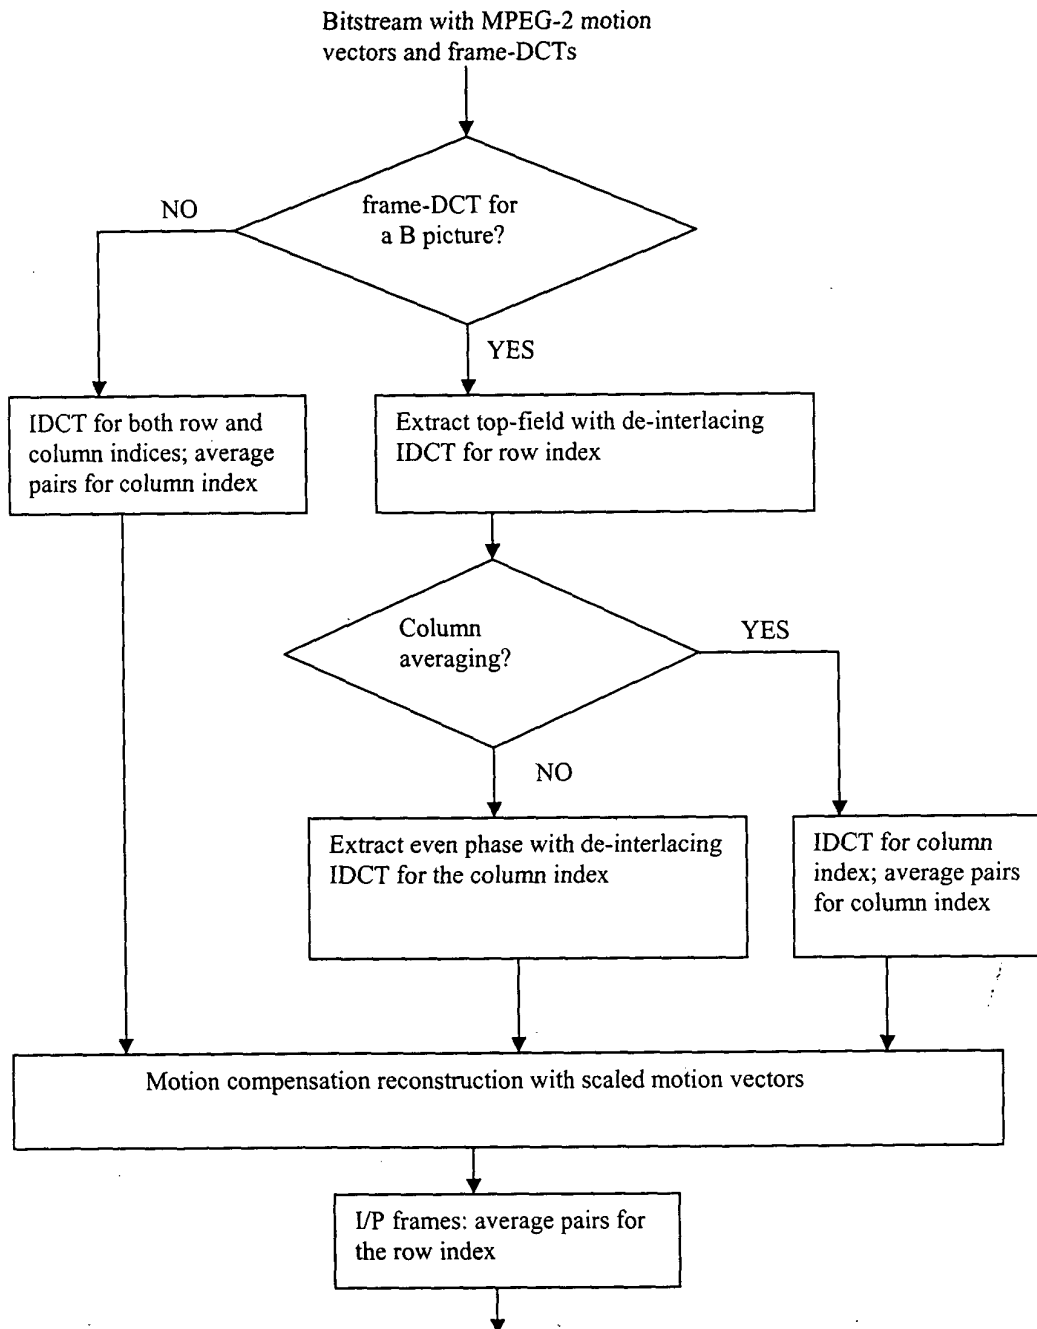 Bitstream with MPEG-2 motion
vectors and frame-DCTs
frame-DCT for
a B picture?
NO
YES
IDCT for both row and
column indices; average
pairs for column index
Extract top-field with de-interlacing
IDCT for row index
Column
averaging?
YES
NO
Extract even phase with de-interlacing
IDCT for the column index
IDCT for column
index; average pairs
for column index
Motion compensation reconstruction with scaled motion vectors
I/P frames: average pairs for
the row index